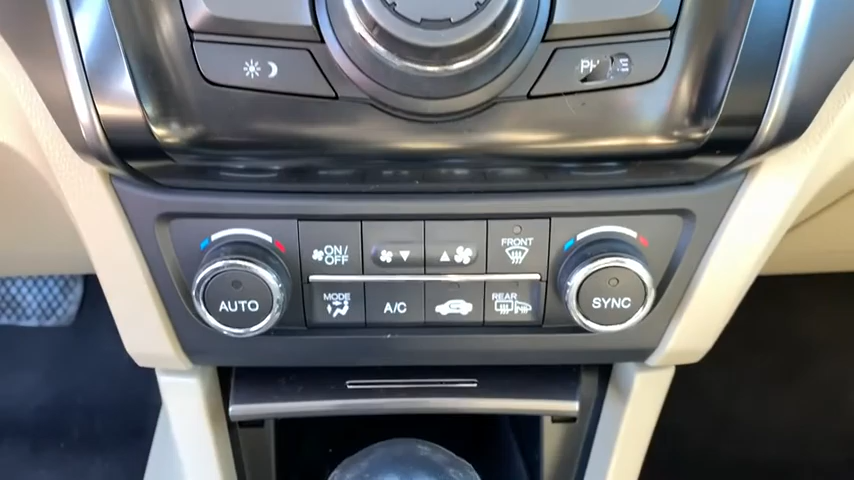 ON/
OFF
FRONT
AUTO
MODE
A/C
REAR
SYNC